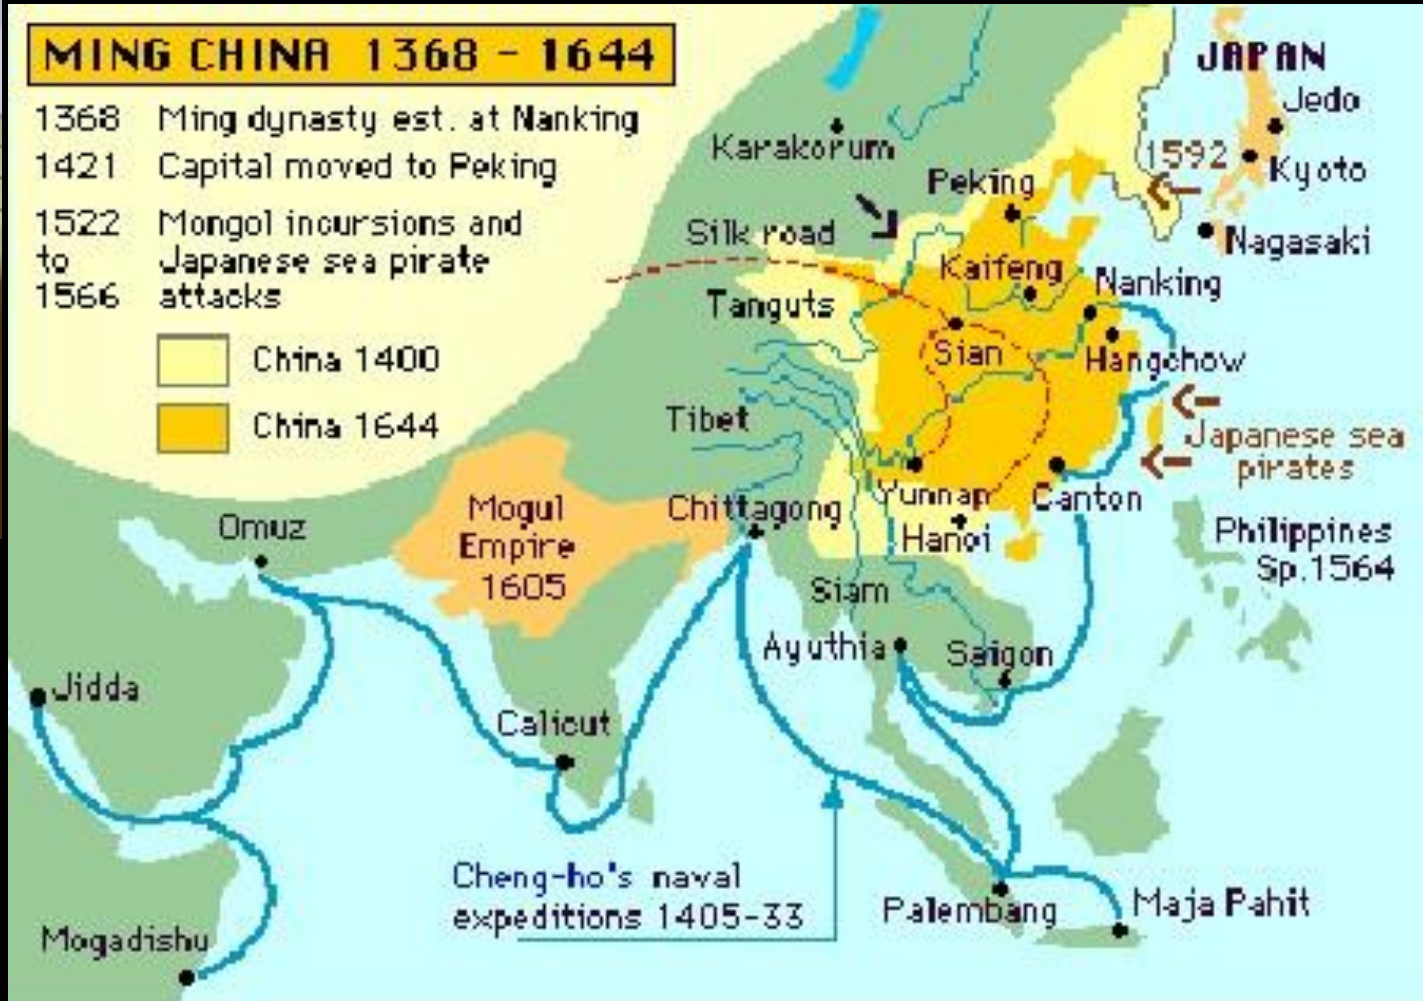 MING CHINA 1368 - 1644
1368 Ming dynasty est. at Nanking
1421 Capital moved to Peking
1522 Mongol incursions and
to Japanese sea pirate
1566 attacks
China 1400
China 1644
JAPAN
Jedo
Kyoto
1592
Nagasaki
Karakorum
Peking
Silk road
Kaifeng
Nanking
Tanguts
Sian
Hangchow
Tibet
Japanese sea
pirates
Yunnan
Canton
Hanoi
Philippines
Sp.1564
Mogul
Empire
1605
Chittagong
Omuz
Siam
Ayuthia
Saigon
Jidda
Calicut
Cheng-ho's naval
expeditions 1405-33
Palembang
Maja Pahit
Mogadishu